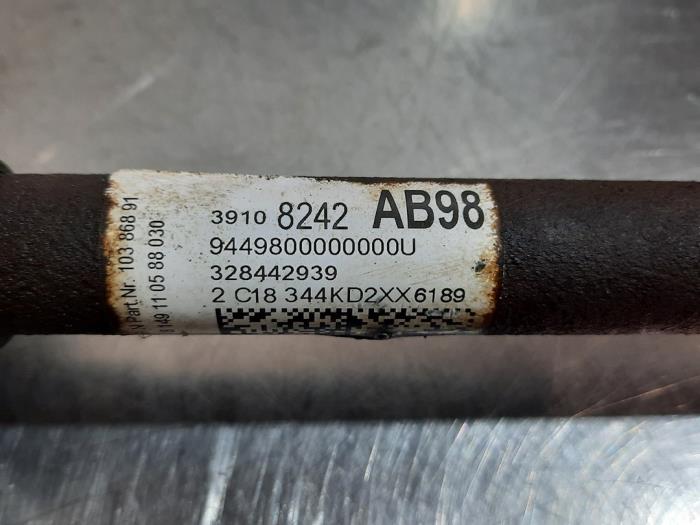 3910 8242 AB98
9449800000000U
328442939
2 C18 344KD2XX6189
Part.Nr. 103 868 91
149 11 05 88 030